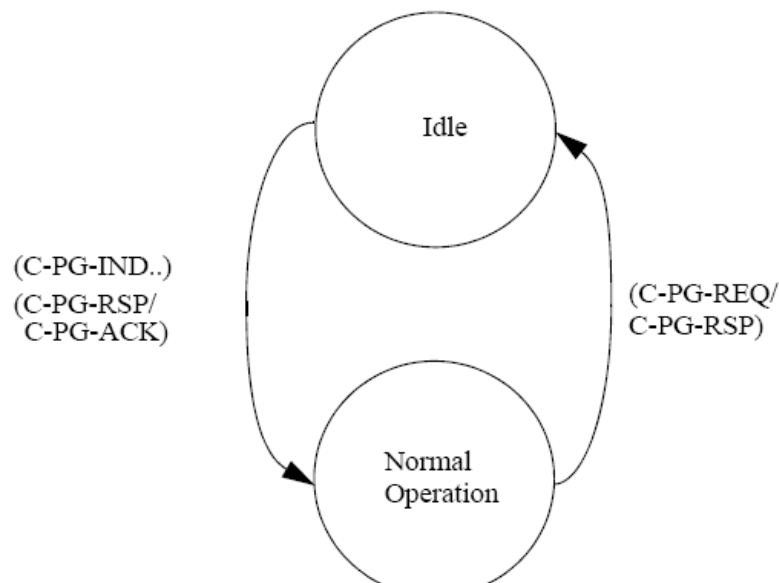 Idle
(C-PG-IND..)
(C-PG-RSP/
C-PG-ACK)
(C-PG-REQ/
C-PG-RSP)
Normal
Operation